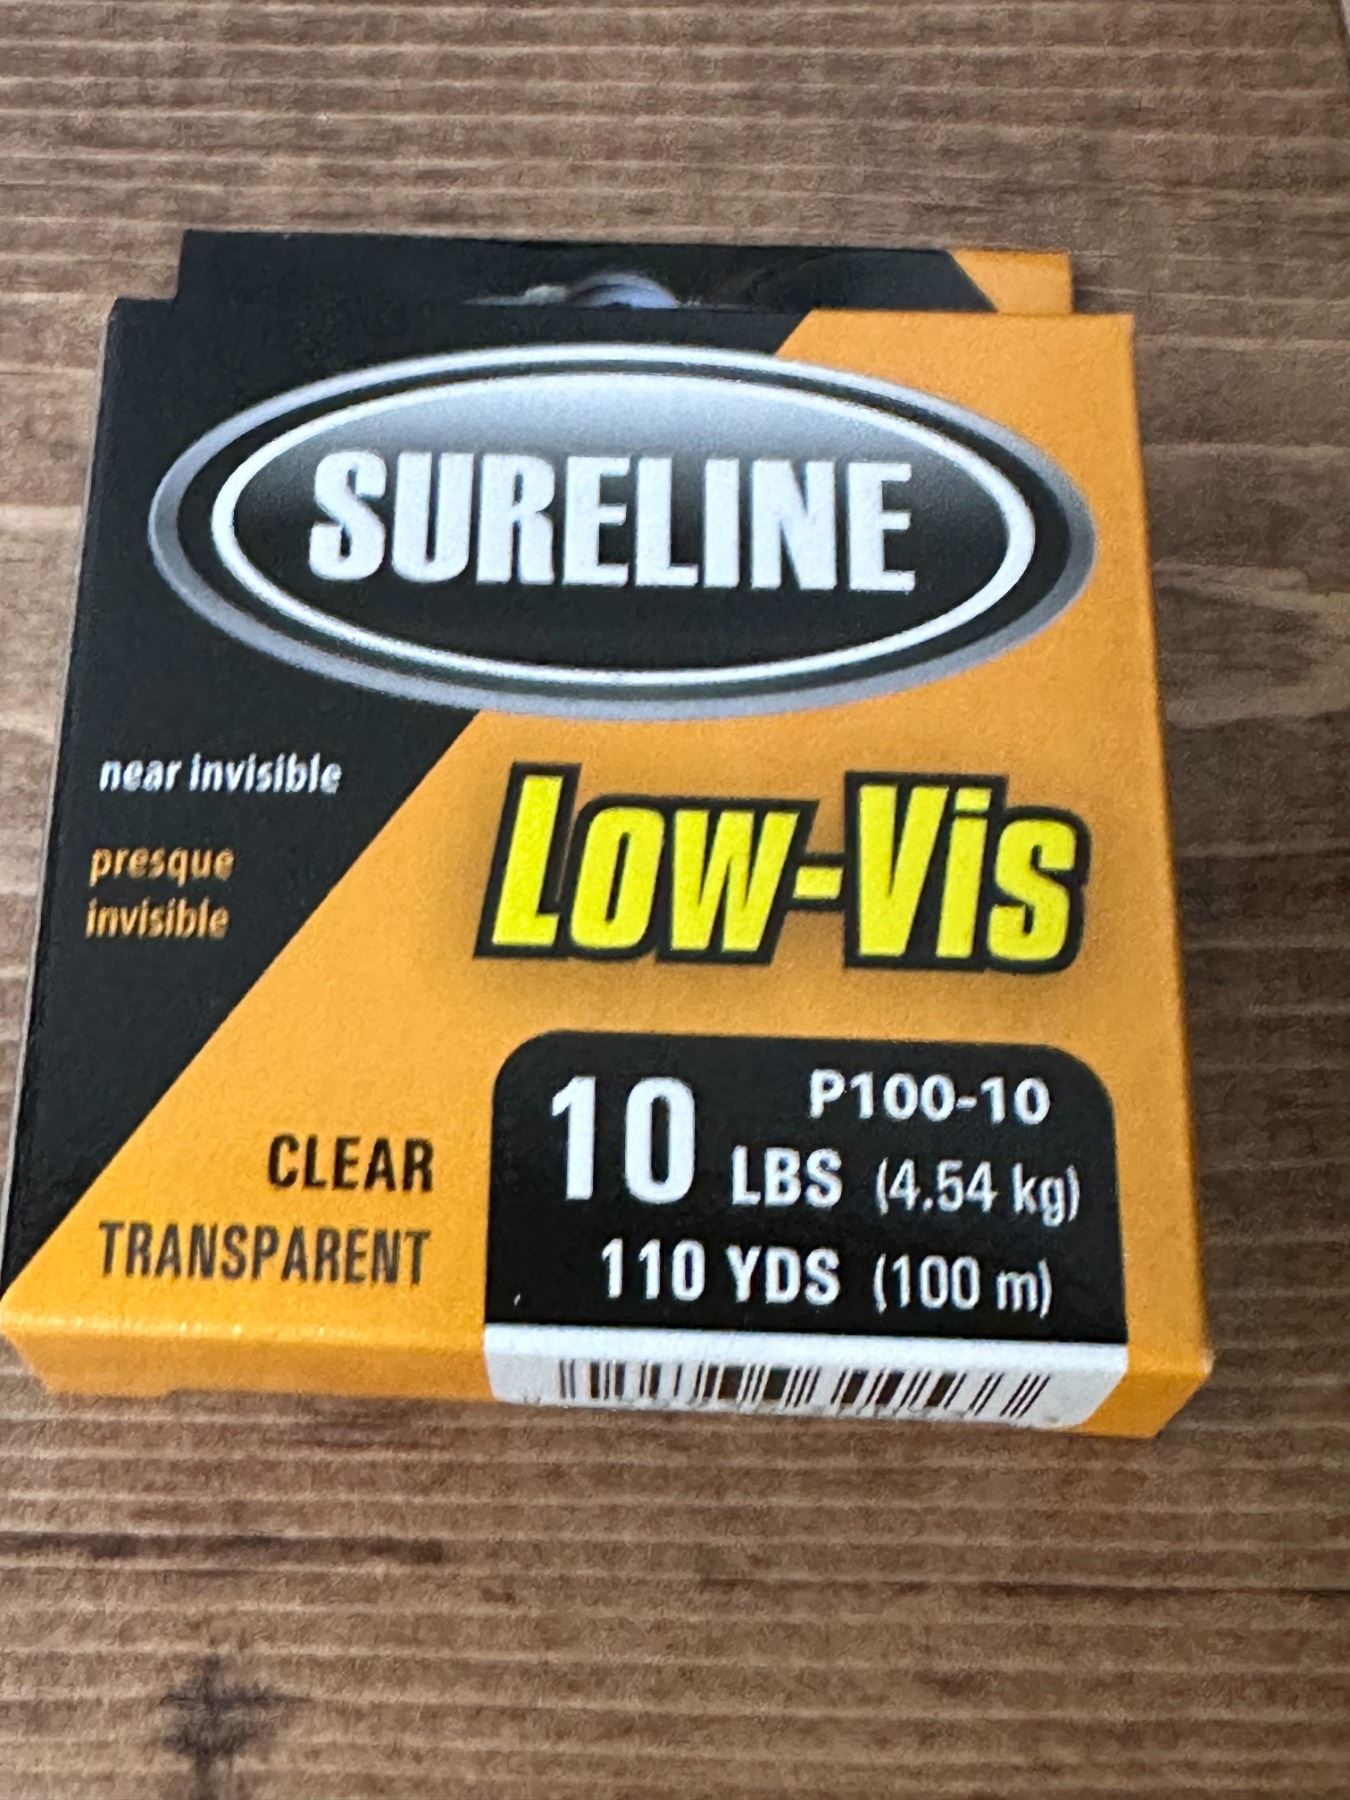 SURELINE
near invisible
presque
invisible
Low-Vis
CLEAR
TRANSPARENT
P100-10
10 LBS (4.54 kg)
110 YDS (100 m)